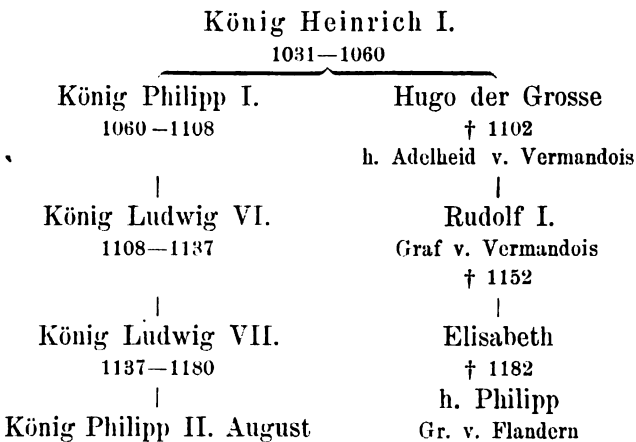 König Heinrich I.
1031—1060
König Philipp I.
1060—1108
Hugo der Grosse
† 1102
h. Adelheid v. Vermandois
König Ludwig VI.
1108—1137
Rudolf I.
Graf v. Vermandois
† 1152
König Ludwig VII.
1137—1180
Elisabeth
† 1182
h. Philipp
Gr. v. Flandern
König Philipp II. August